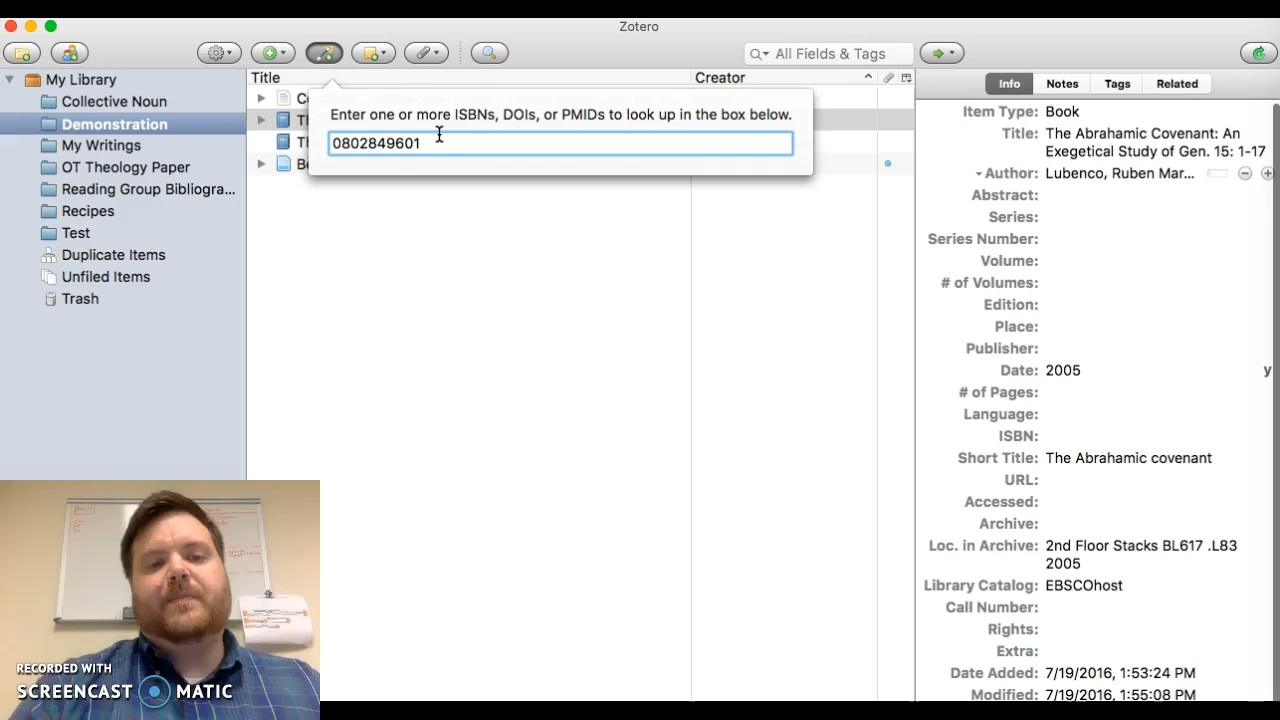 Zotero
All Fields & Tags
My Library
Collective Noun
Demonstration
My Writings
OT Theology Paper
Reading Group Bibliogra...
Recipes
Test
Duplicate Items
Unfiled Items
Trash
Title
Creator
Enter one or more ISBNs, DOIs, or PMIDs to look up in the box below.
0802849601
Info
Notes
Tags
Related
Item Type: Book
Title: The Abrahamic Covenant: An
Exegetical Study of Gen. 15: 1-17
Author: Lubenco, Ruben Mar...
Abstract:
Series:
Series Number:
Volume:
# of Volumes:
Edition:
Place:
Publisher:
Date: 2005 y
# of Pages:
Language:
ISBN:
Short Title: The Abrahamic covenant
URL:
Accessed:
Archive:
Loc. in Archive: 2nd Floor Stacks BL617 .L83
2005
Library Catalog: EBSCOhost
Call Number:
Rights:
Extra:
Date Added: 7/19/2016, 1:53:24 PM
Modified: 7/19/2016, 1:55:08 PM
RECORDED WITH
SCREENCAST MATIC